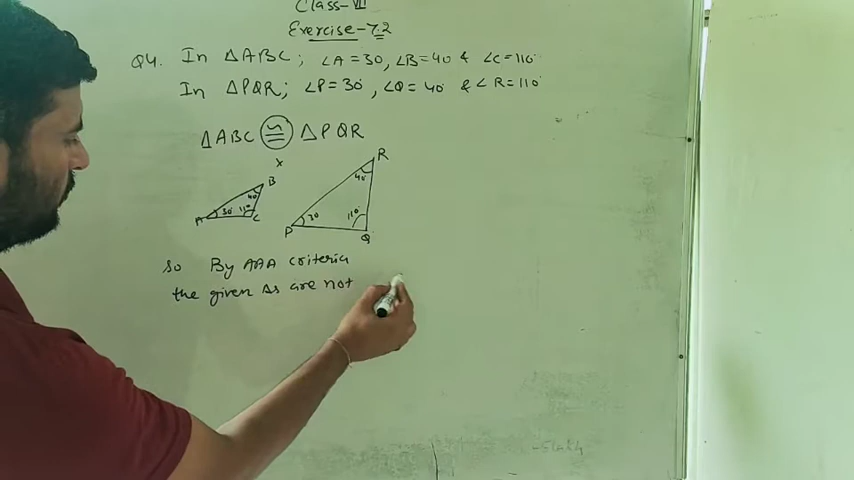 Class-VII
Exercise-7.2
Q4. In △ABC; ∠A=30, ∠B=40 & ∠C=110°
In △PQR; ∠P=30°, ∠Q=40° & ∠R=110°
△ABC ≅ △PQR
×
R
40°
B
40°
A 30° 110° C
P 30° 110° Q
So By AAA criteria
the given △s are not